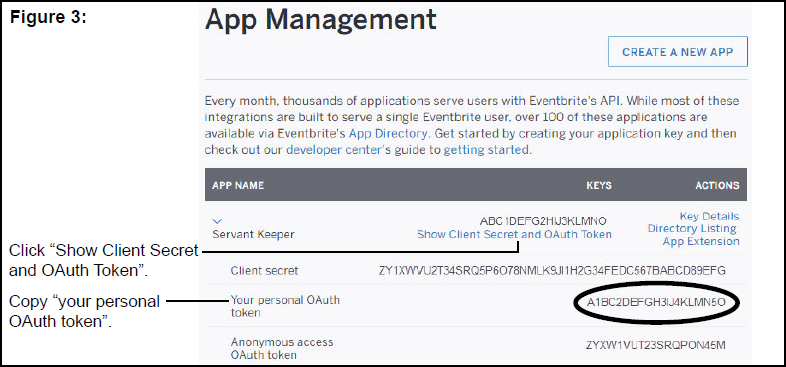 Figure 3:
App Management
CREATE A NEW APP
Every month, thousands of applications serve users with Eventbrite's API. While most of these
integrations are built to serve a single Eventbrite user, over 100 of these applications are
available via Eventbrite's App Directory. Get started by creating your application key and then
check out our developer center's guide to getting started.
APP NAME KEYS ACTIONS
Servant Keeper
ABC1DEFG2HIJ3KLMNO
Show Client Secret and OAuth Token
Key Details
Directory Listing
App Extension
Click “Show Client Secret
and OAuth Token”.
Client secret ZY1XWVU2T34SRQ5P6O78NMLK9JI1H2G34FEDC567BABCD89EFG
Copy “your personal
OAuth token”.
Your personal OAuth
token
A1BC2DEFGH3IJ4KLMN5O
Anonymous access
OAuth token
ZYXW1VUT23SRQPON45M